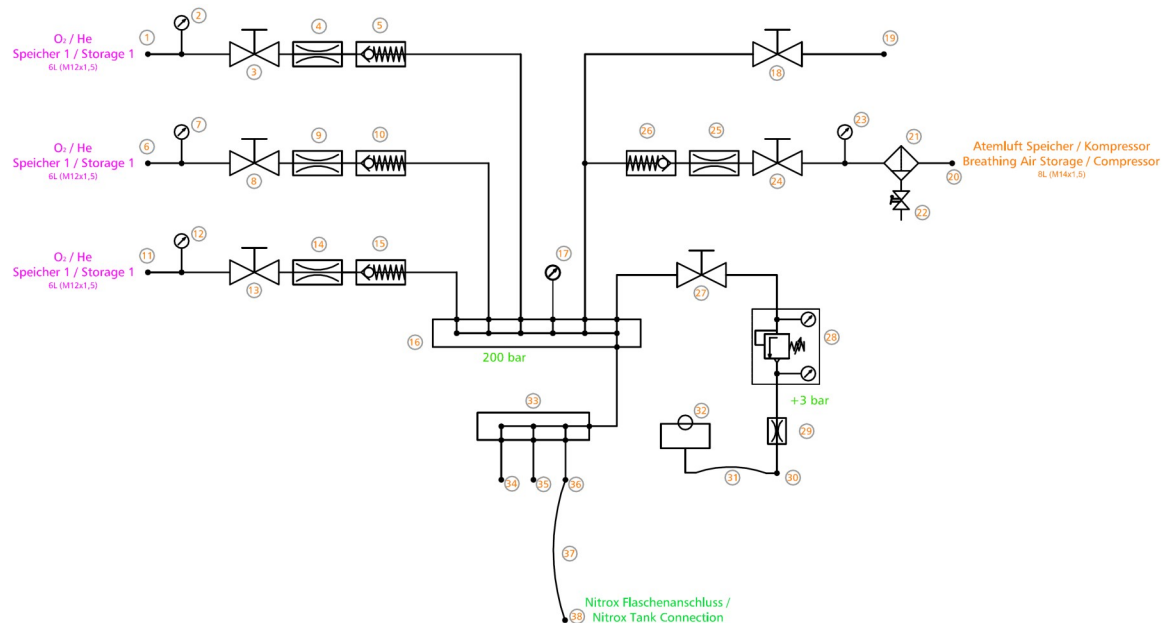 O₂ / He
Speicher 1 / Storage 1
6L (M12x1,5)
1
2
3
4
5
O₂ / He
Speicher 1 / Storage 1
6L (M12x1,5)
6
7
8
9
10
O₂ / He
Speicher 1 / Storage 1
6L (M12x1,5)
11
12
13
14
15
16
200 bar
17
18
19
26
25
24
23
21
22
20
Atemluft Speicher / Kompressor
Breathing Air Storage / Compressor
8L (M14x1,5)
27
28
+3 bar
29
30
31
32
33
34
35
36
37
38
Nitrox Flaschenanschluss /
Nitrox Tank Connection